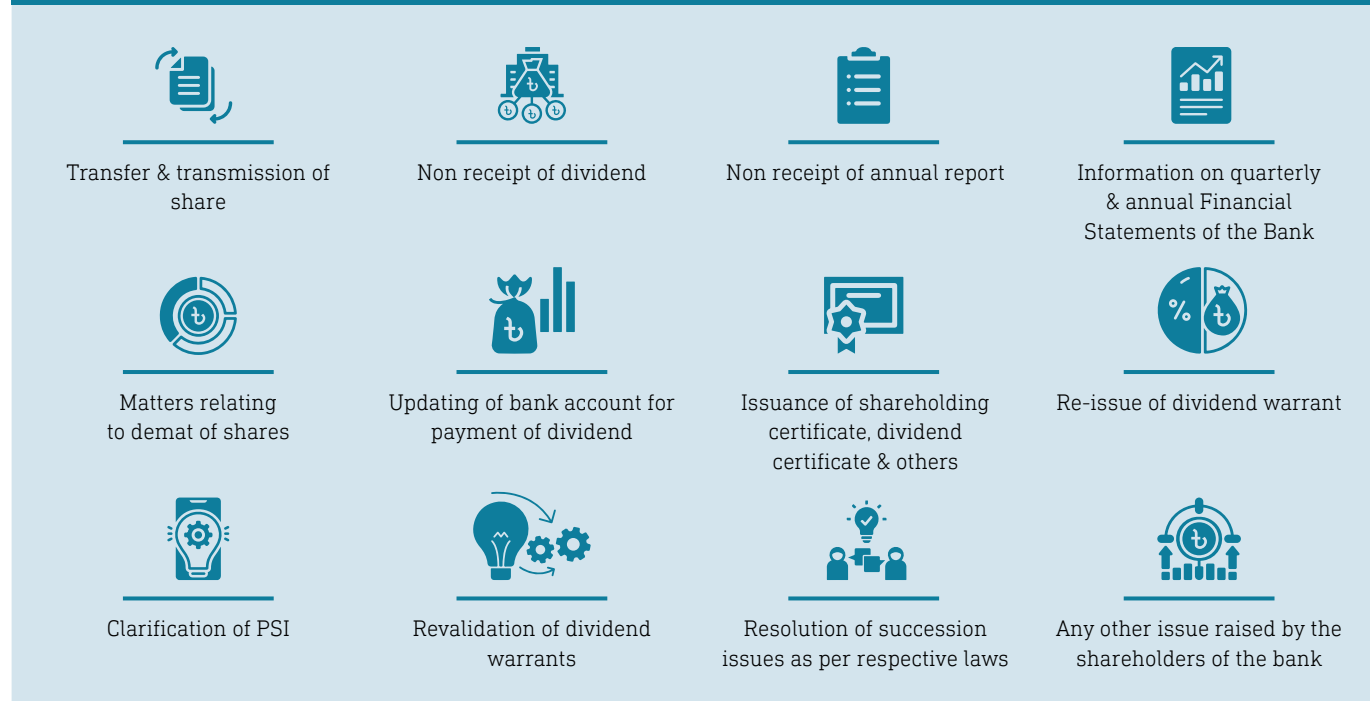 Transfer & transmission of
share
Non receipt of dividend
Non receipt of annual report
Information on quarterly
& annual Financial
Statements of the Bank
Matters relating
to demat of shares
Updating of bank account for
payment of dividend
Issuance of shareholding
certificate, dividend
certificate & others
%
৳
Re-issue of dividend warrant
Clarification of PSI
Revalidation of dividend
warrants
Resolution of succession
issues as per respective laws
Any other issue raised by the
shareholders of the bank